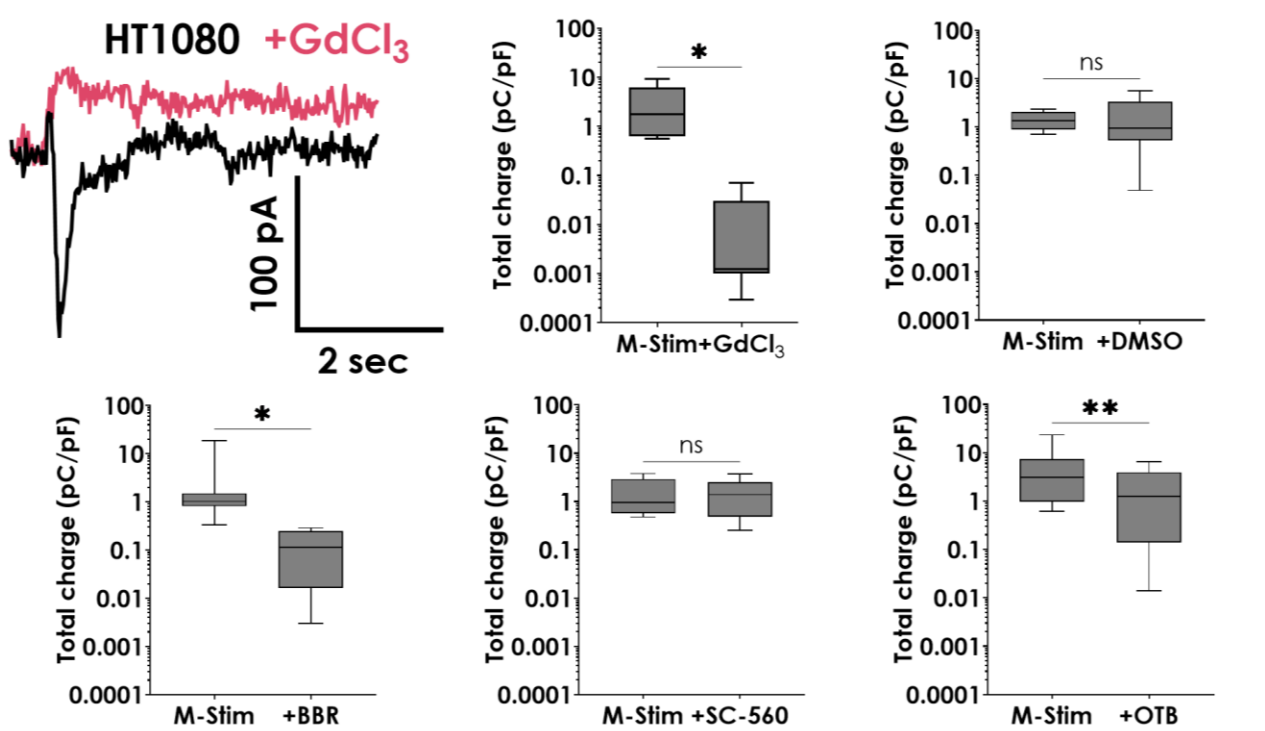 HT1080 +GdCl₃
100 pA
2 sec
Total charge (pC/pF)
100
10
1
0.1
0.01
0.001
0.0001
*
M-Stim+GdCl₃
Total charge (pC/pF)
100
10
1
0.1
0.01
0.001
0.0001
ns
M-Stim +DMSO
Total charge (pC/pF)
100
10
1
0.1
0.01
0.001
0.0001
*
M-Stim +BBR
Total charge (pC/pF)
100
10
1
0.1
0.01
0.001
0.0001
ns
M-Stim +SC-560
Total charge (pC/pF)
100
10
1
0.1
0.01
0.001
0.0001
**
M-Stim +OTB